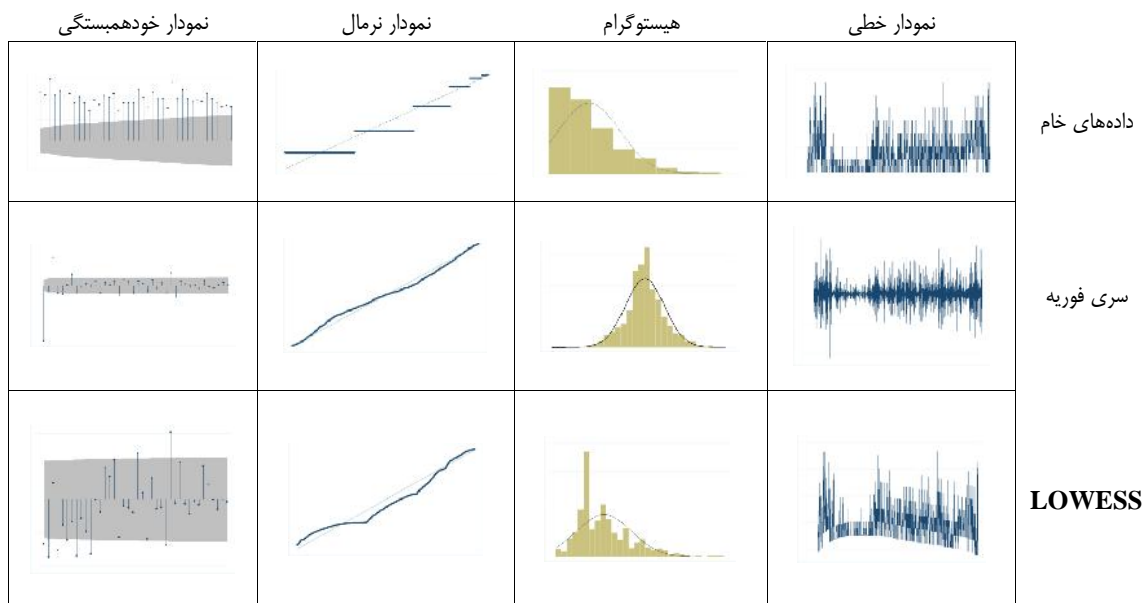 نمودار خطی
هیستوگرام
نمودار نرمال
نمودار خودهمبستگی
داده‌های خام
سری فوریه
LOWESS